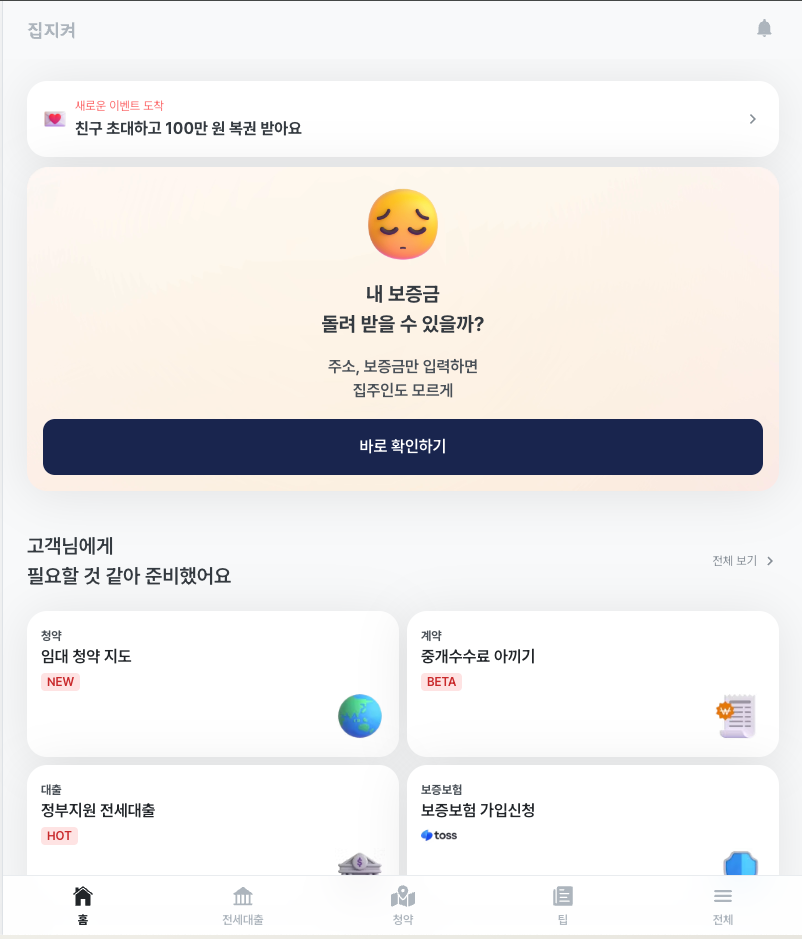 집지켜
새로운 이벤트 도착
친구 초대하고 100만 원 복권 받아요
내 보증금
돌려 받을 수 있을까?
주소, 보증금만 입력하면
집주인도 모르게
바로 확인하기
고객님에게
필요할 것 같아 준비했어요
전체 보기
청약
임대 청약 지도
NEW
계약
중개수수료 아끼기
BETA
대출
정부지원 전세대출
HOT
보증보험
보증보험 가입신청
toss
홈
전세대출
청약
팁
전체